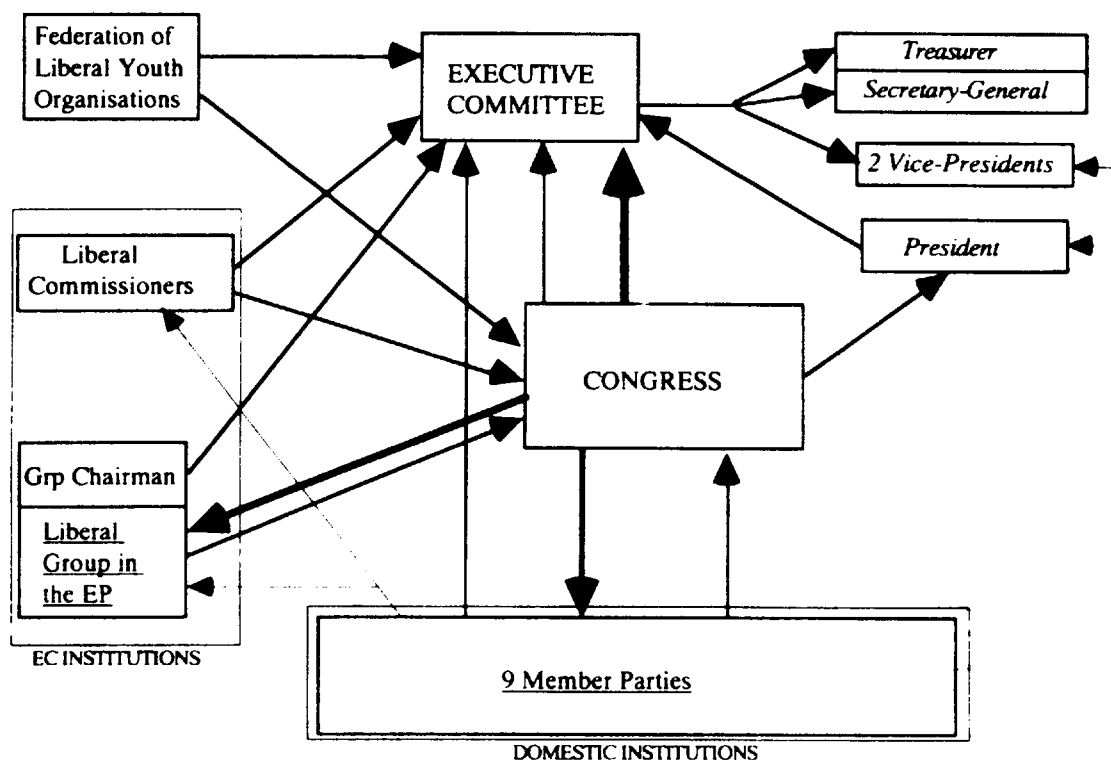 Federation of
Liberal Youth
Organisations
EXECUTIVE
COMMITTEE
Treasurer
Secretary-General
2 Vice-Presidents
President
Liberal
Commissioners
CONGRESS
Grp Chairman
Liberal
Group in
the EP
EC INSTITUTIONS
9 Member Parties
DOMESTIC INSTITUTIONS